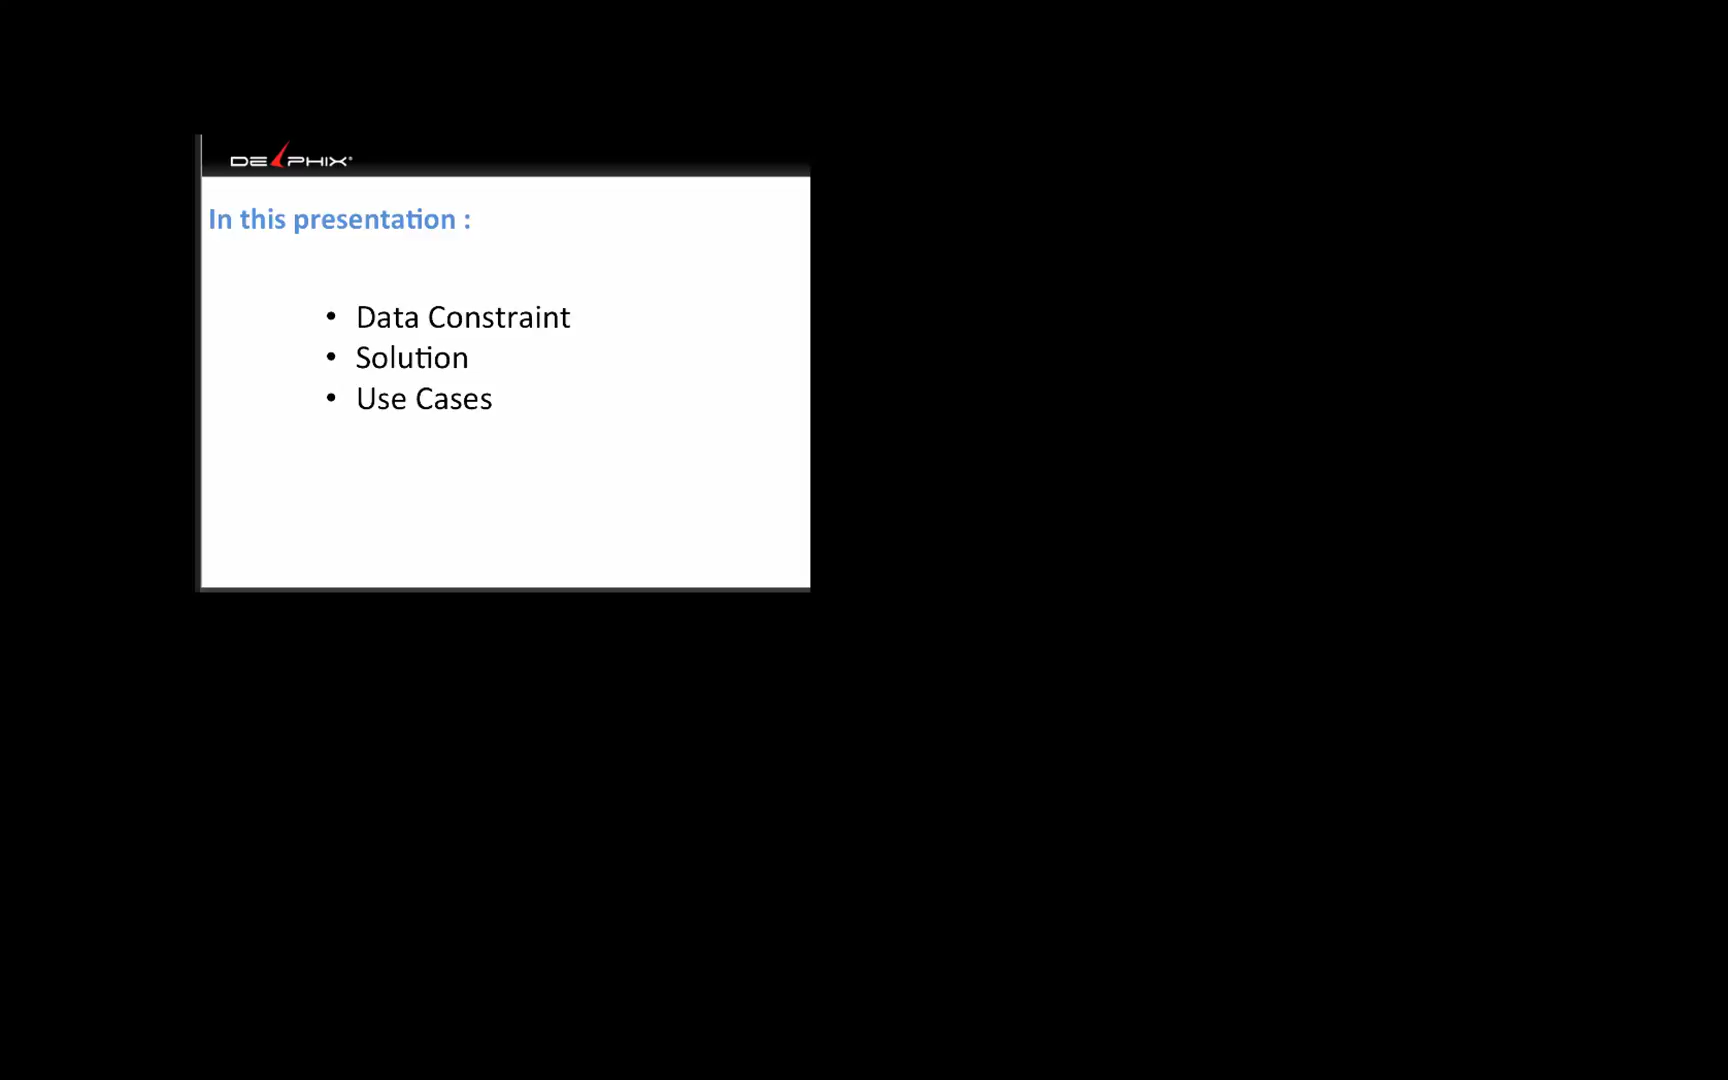 DELPHIX®
In this presentation :
• Data Constraint
• Solution
• Use Cases